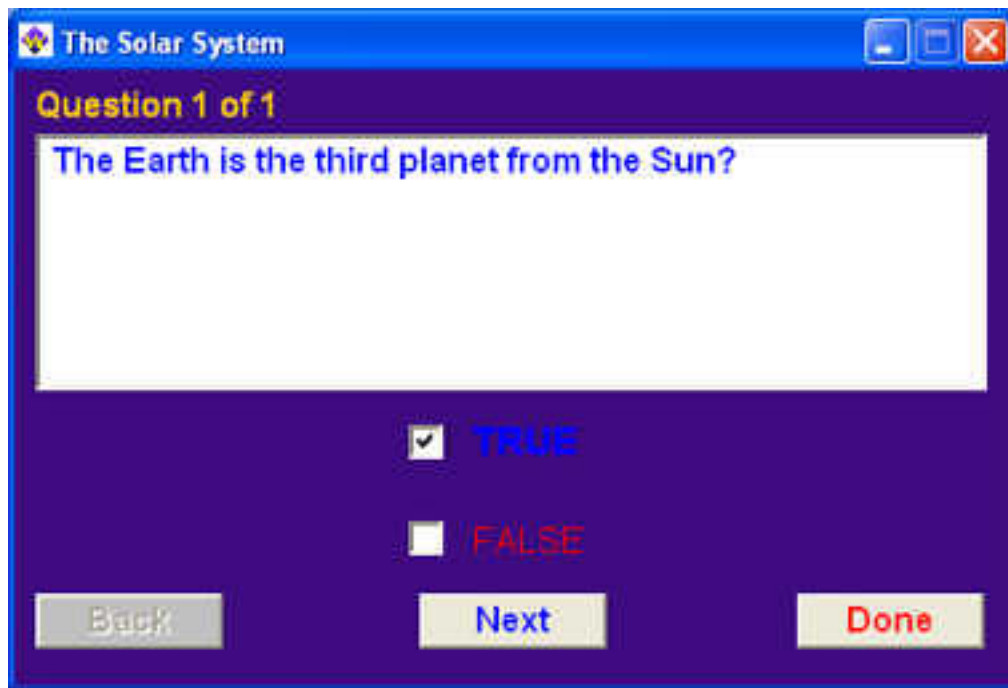 The Solar System
Question 1 of 1
The Earth is the third planet from the Sun?
TRUE
FALSE
Back Next Done